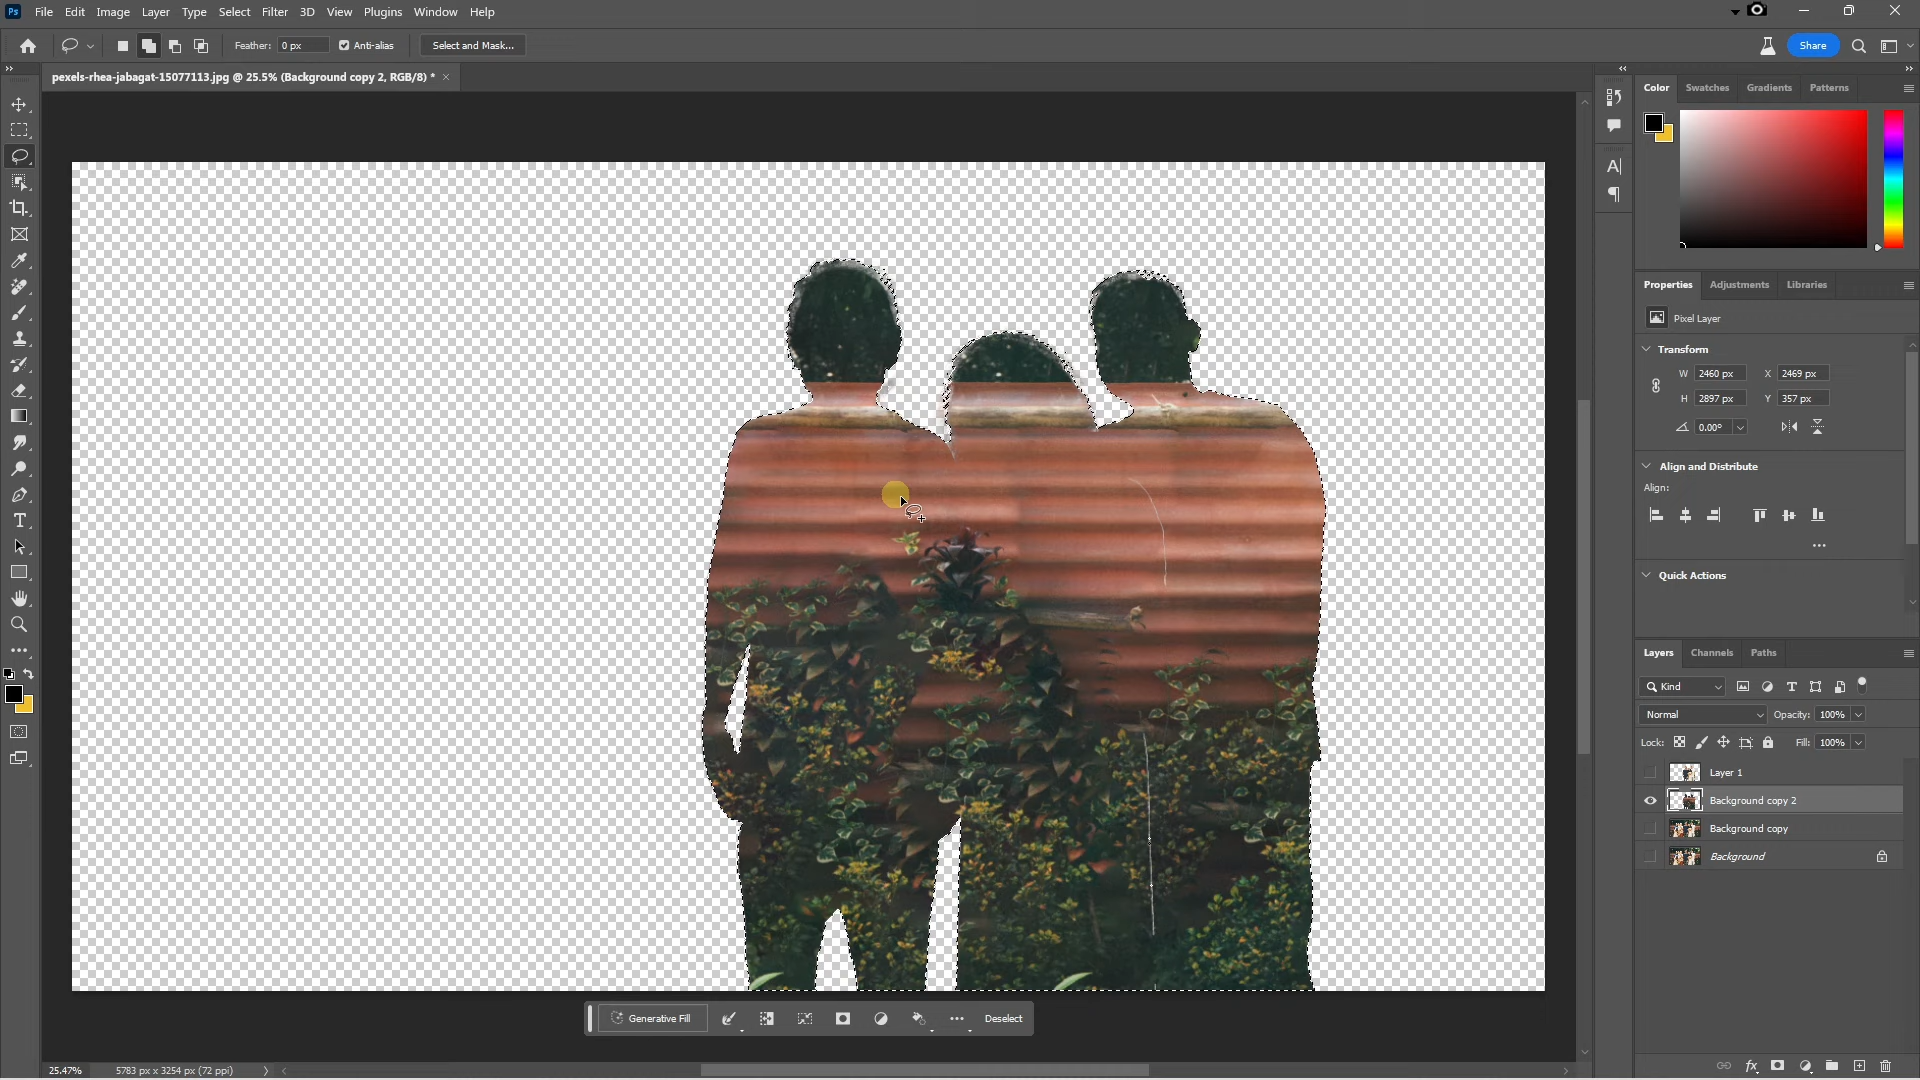 Ps File Edit Image Layer Type Select Filter 3D View Plugins Window Help
Feather: 0 px Anti-alias Select and Mask... Share
pexels-rhea-jabagat-15077113.jpg @ 25.5% (Background copy 2, RGB/8) *
Color Swatches Gradients Patterns
Properties Adjustments Libraries
Pixel Layer
Transform
W 2460 px X 2469 px
H 2897 px Y 357 px
0.00°
Align and Distribute
Align:
Quick Actions
Layers Channels Paths
Kind
Normal Opacity: 100%
Lock: Fill: 100%
Layer 1
Background copy 2
Background copy
Background
Generative Fill Deselect
25.47% 5783 px x 3254 px (72 ppi)